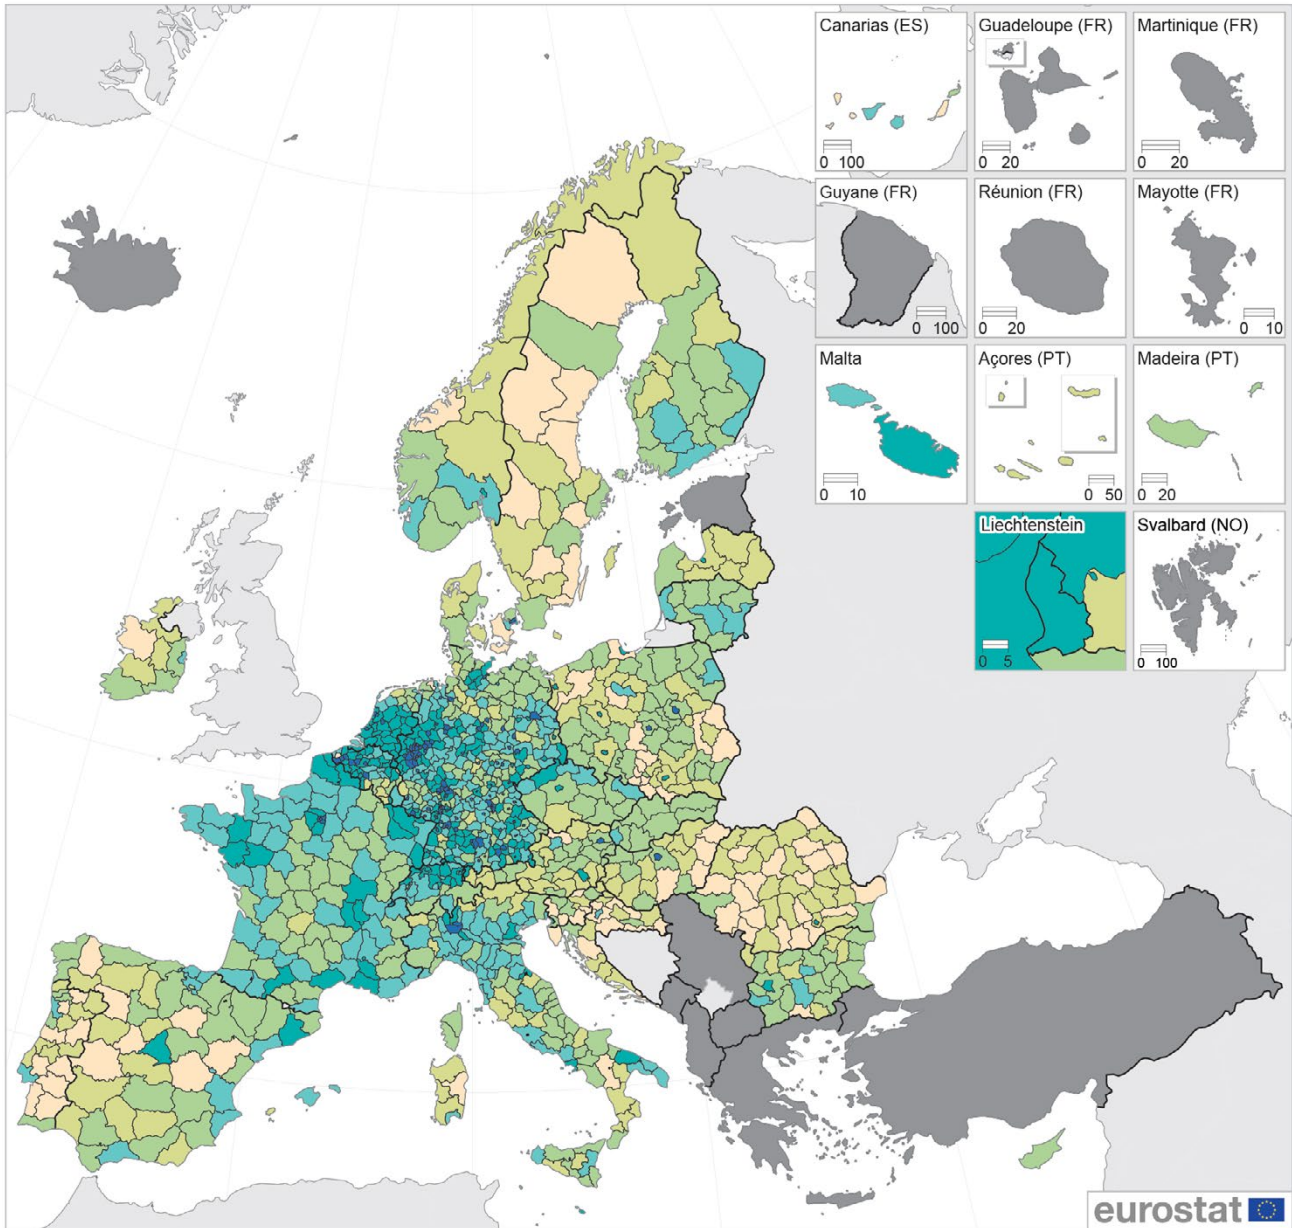 Canarias (ES)
0 100
Guadeloupe (FR)
0 20
Martinique (FR)
0 20
Guyane (FR)
0 100
Réunion (FR)
0 20
Mayotte (FR)
0 10
Malta
0 10
Açores (PT)
0 50
Madeira (PT)
0 20
Liechtenstein
0 5
Svalbard (NO)
0 100
eurostat